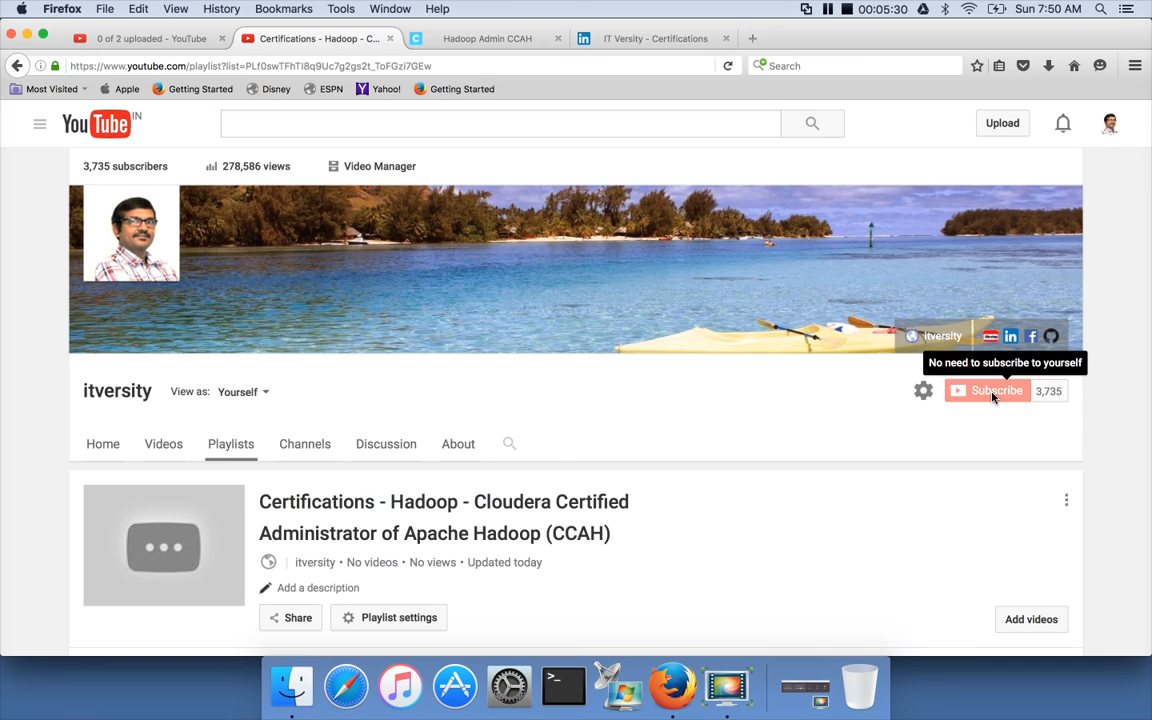 Firefox File Edit View History Bookmarks Tools Window Help 00:05:30 Sun 7:50 AM
0 of 2 uploaded - YouTube Certifications - Hadoop - C... Hadoop Admin CCAH IT Versity - Certifications
https://www.youtube.com/playlist?list=PLf0swTFhTI8q9Uc7g2gs2t_ToFGzi7GEw Search
Most Visited Apple Getting Started Disney ESPN Yahoo! Getting Started
YouTube IN Upload
3,735 subscribers 278,586 views Video Manager
itversity
No need to subscribe to yourself
itversity View as: Yourself Subscribe 3,735
Home Videos Playlists Channels Discussion About
Certifications - Hadoop - Cloudera Certified
Administrator of Apache Hadoop (CCAH)
itversity • No videos • No views • Updated today
Add a description
Share Playlist settings Add videos